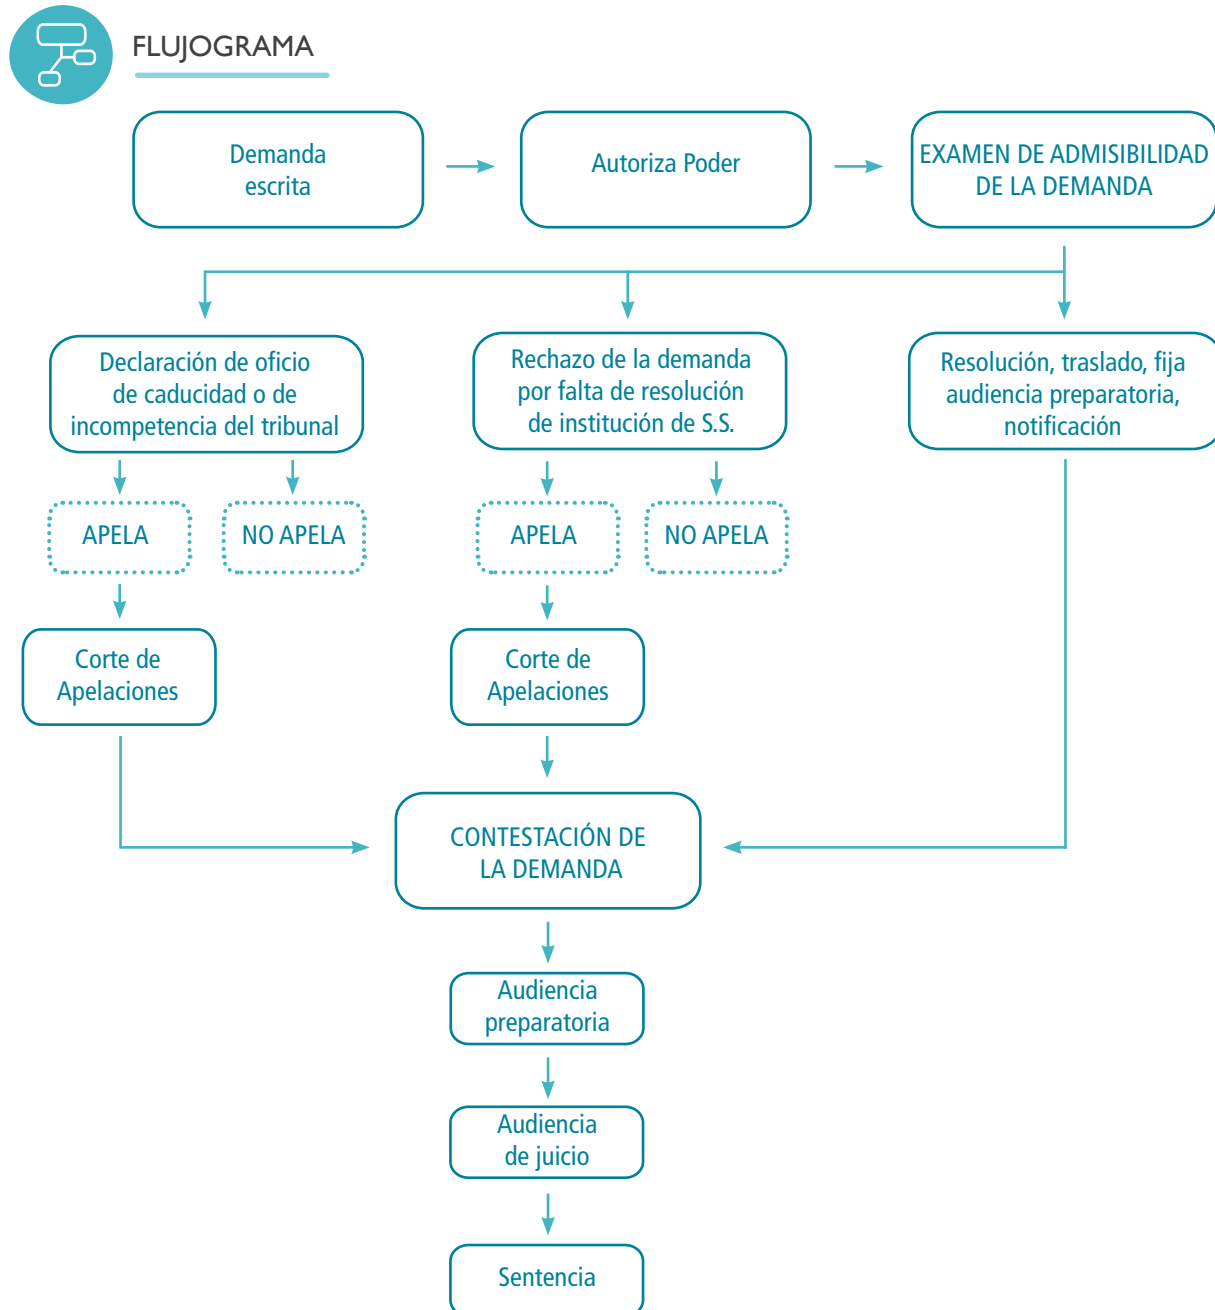 FLUJOGRAMA
Demanda
escrita
Autoriza Poder
EXAMEN DE ADMISIBILIDAD
DE LA DEMANDA
Declaración de oficio
de caducidad o de
incompetencia del tribunal
Rechazo de la demanda
por falta de resolución
de institución de S.S.
Resolución, traslado, fija
audiencia preparatoria,
notificación
APELA
NO APELA
APELA
NO APELA
Corte de
Apelaciones
Corte de
Apelaciones
CONTESTACIÓN DE
LA DEMANDA
Audiencia
preparatoria
Audiencia
de juicio
Sentencia